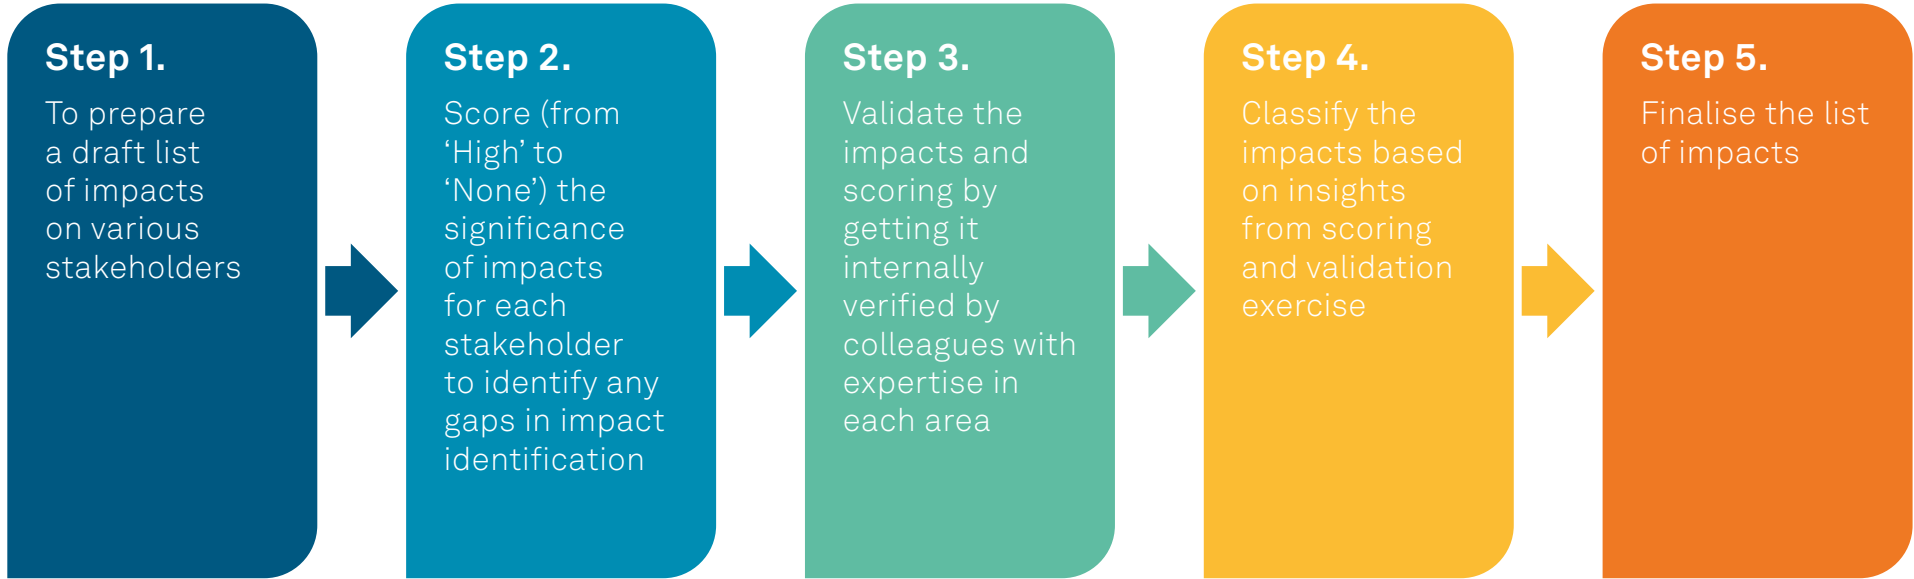 Step 1.
To prepare
a draft list
of impacts
on various
stakeholders
Step 2.
Score (from
‘High’ to
‘None’) the
significance
of impacts
for each
stakeholder
to identify any
gaps in impact
identification
Step 3.
Validate the
impacts and
scoring by
getting it
internally
verified by
colleagues with
expertise in
each area
Step 4.
Classify the
impacts based
on insights
from scoring
and validation
exercise
Step 5.
Finalise the list
of impacts